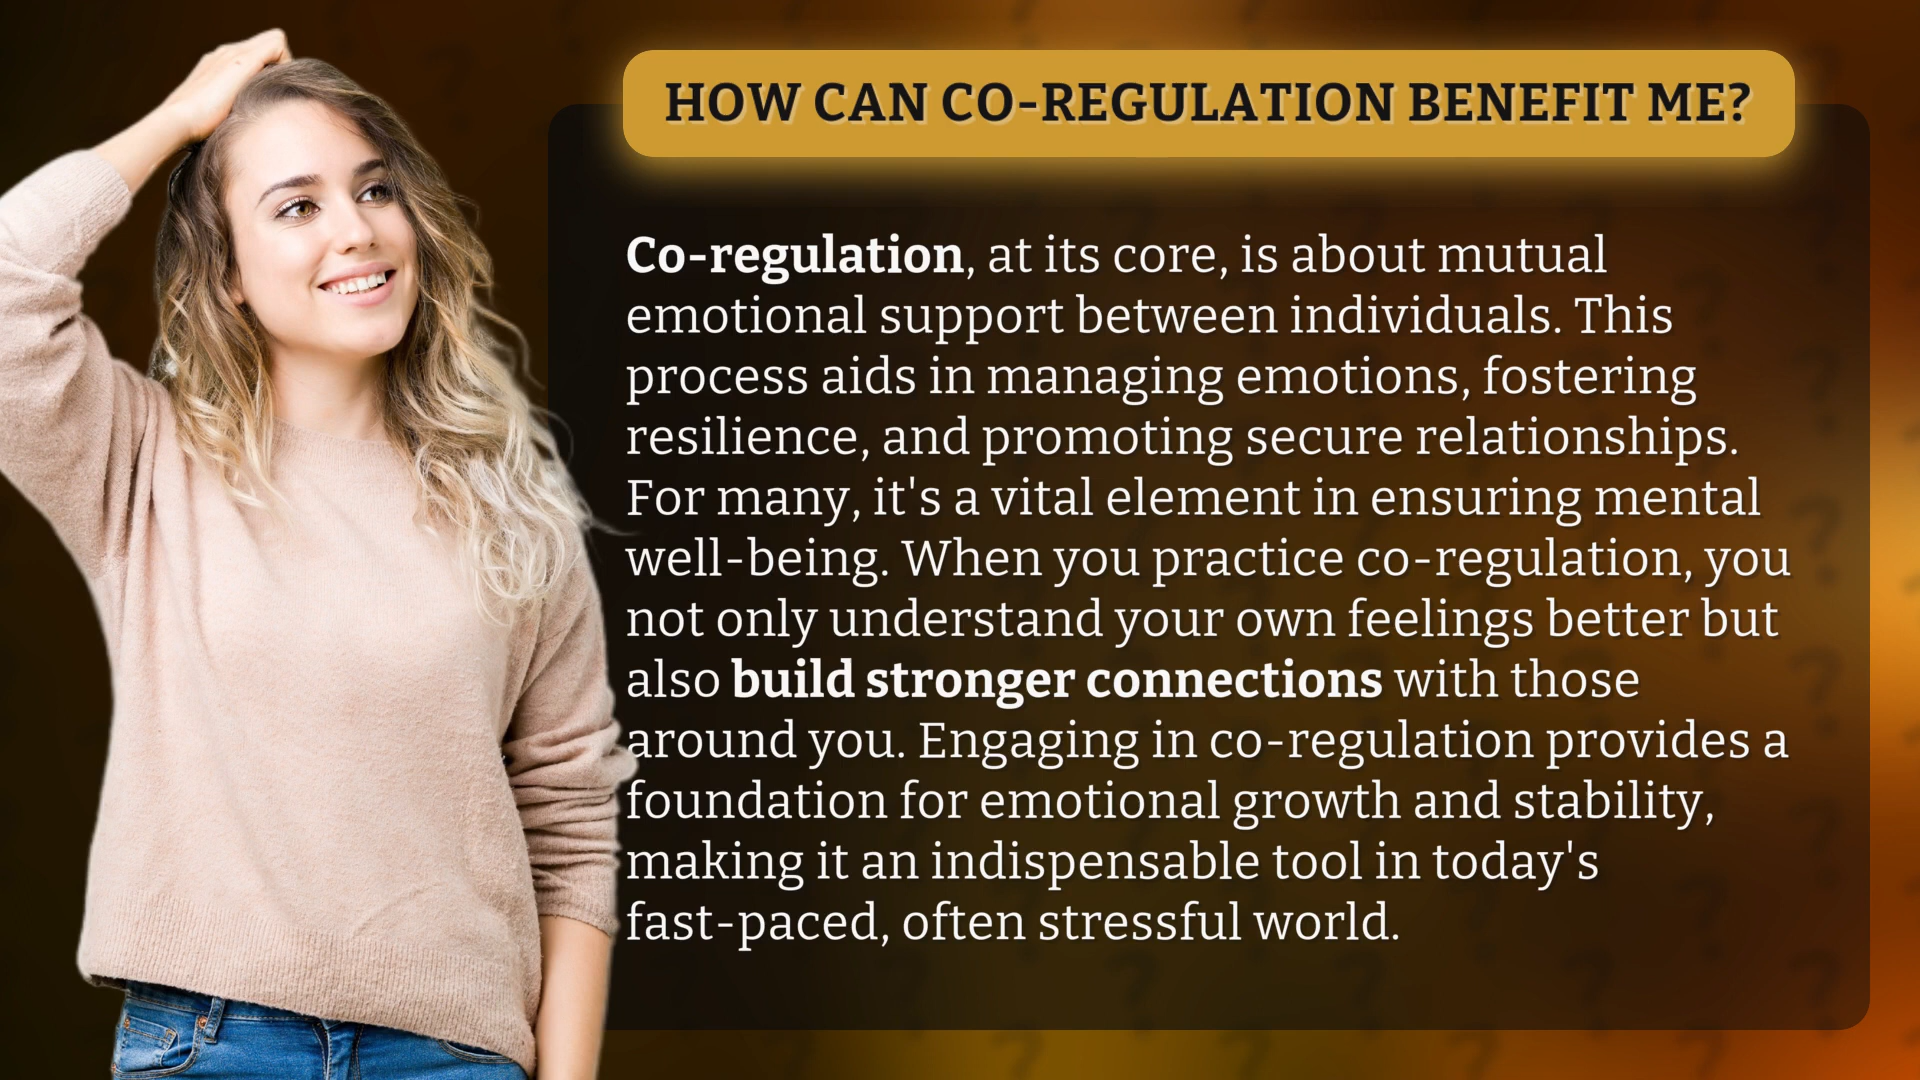 HOW CAN CO-REGULATION BENEFIT ME?
Co-regulation, at its core, is about mutual
emotional support between individuals. This
process aids in managing emotions, fostering
resilience, and promoting secure relationships.
For many, it's a vital element in ensuring mental
well-being. When you practice co-regulation, you
not only understand your own feelings better but
also build stronger connections with those
around you. Engaging in co-regulation provides a
foundation for emotional growth and stability,
making it an indispensable tool in today's
fast-paced, often stressful world.